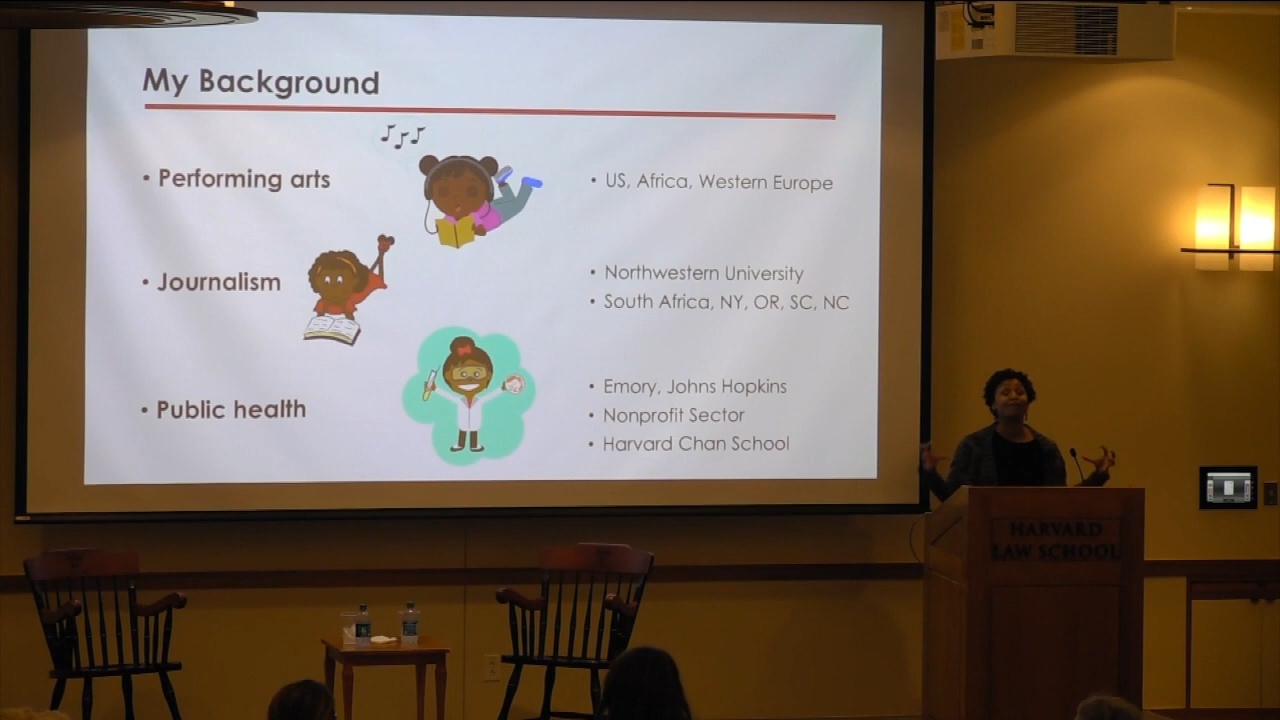 My Background
• Performing arts
• US, Africa, Western Europe
• Journalism
• Northwestern University
• South Africa, NY, OR, SC, NC
• Public health
• Emory, Johns Hopkins
• Nonprofit Sector
• Harvard Chan School
HARVARD
LAW SCHOOL